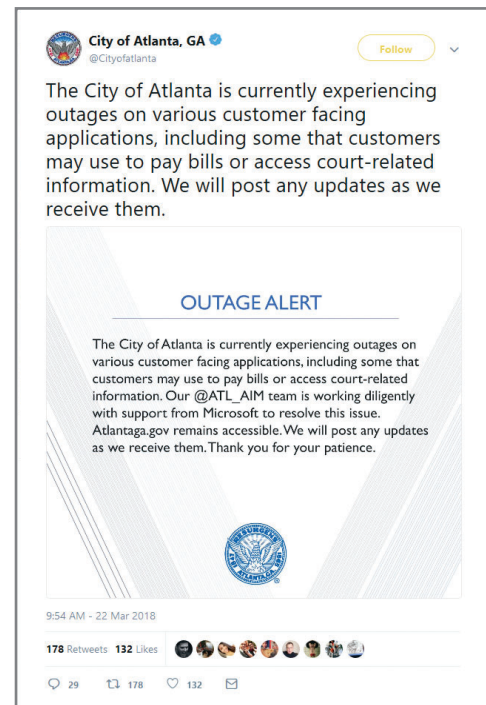 City of Atlanta, GA
@Cityofatlanta
Follow
The City of Atlanta is currently experiencing
outages on various customer facing
applications, including some that customers
may use to pay bills or access court-related
information. We will post any updates as we
receive them.
OUTAGE ALERT
The City of Atlanta is currently experiencing outages on
various customer facing applications, including some that
customers may use to pay bills or access court-related
information. Our @ATL_AIM team is working diligently
with support from Microsoft to resolve this issue.
Atlantaga.gov remains accessible. We will post any updates
as we receive them. Thank you for your patience.
RESURGENS
ATLANTA, GA
9:54 AM - 22 Mar 2018
178 Retweets 132 Likes
29 178 132